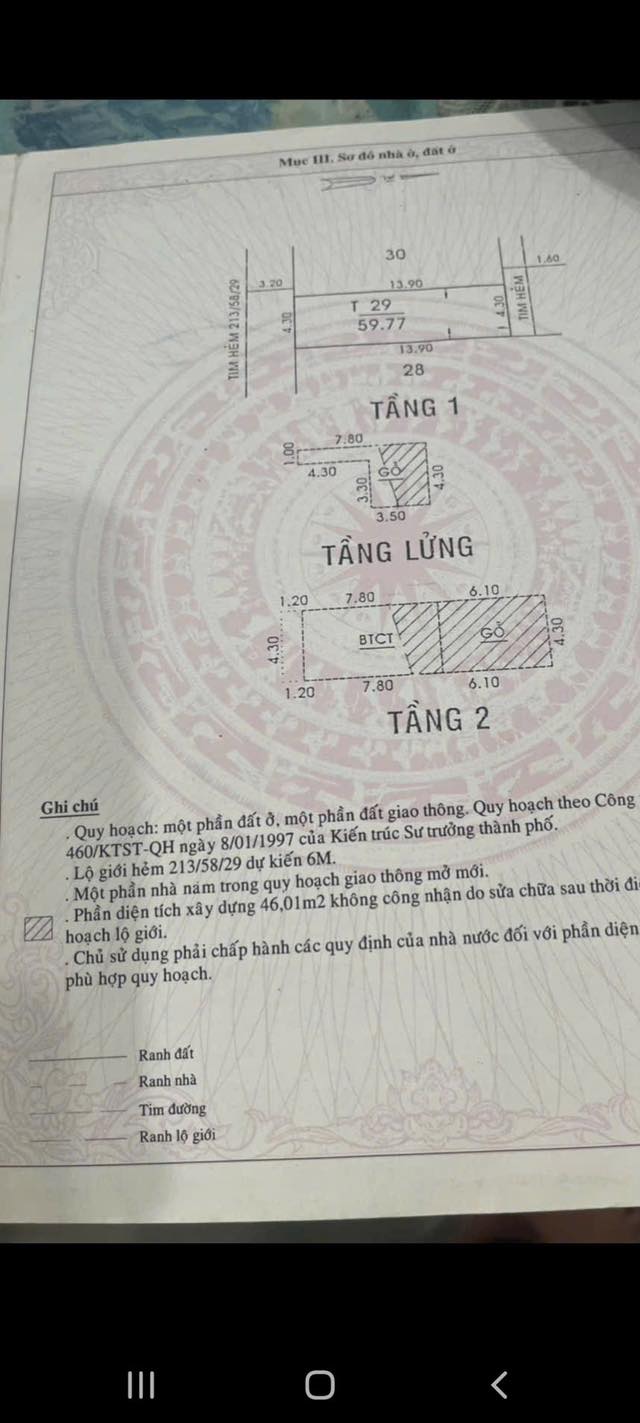 Mục III. Sơ đồ nhà ở, đất ở
30
1.60
TIM HẺM 213/58/29
3.20
13.90
4.30
T 29
59.77
4.30
TIM HẺM
13.90
28
TẦNG 1
7.80
1.00
4.30
GỖ
3.30
4.30
3.50
TẦNG LỬNG
1.20
7.80
6.10
4.30
BTCT
GỖ
4.30
1.20
7.80
6.10
TẦNG 2
Ghi chú
. Quy hoạch: một phần đất ở, một phần đất giao thông. Quy hoạch theo Công
460/KTST-QH ngày 8/01/1997 của Kiến trúc Sư trưởng thành phố.
. Lộ giới hẻm 213/58/29 dự kiến 6M.
. Một phần nhà nám trong quy hoạch giao thông mở mới.
. Phần diện tích xây dựng 46,01m2 không công nhận do sửa chữa sau thời đi
hoạch lộ giới.
. Chủ sử dụng phải chấp hành các quy định của nhà nước đối với phần diện
phù hợp quy hoạch.
Ranh đất
Ranh nhà
Tim đường
Ranh lộ giới